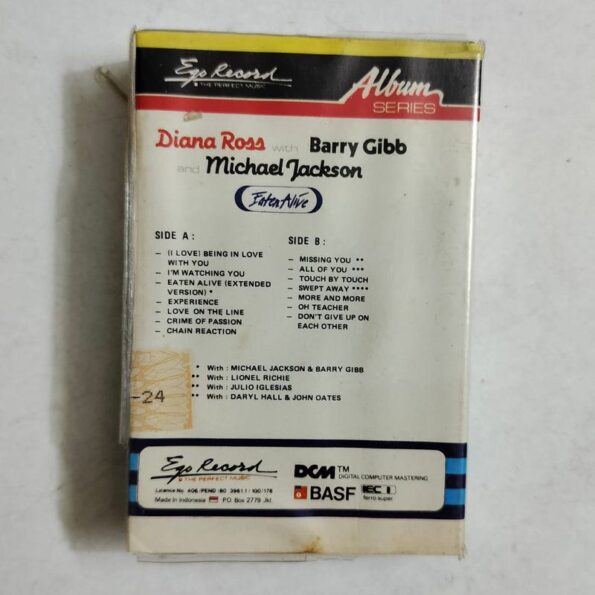 Ego Record
THE PERFECT MUSIC
Album
SERIES
Diana Ross with Barry Gibb
and Michael Jackson
Eaten Alive
SIDE A :
– (I LOVE) BEING IN LOVE
WITH YOU
– I'M WATCHING YOU
– EATEN ALIVE (EXTENDED
VERSION) *
– EXPERIENCE
– LOVE ON THE LINE
– CRIME OF PASSION
– CHAIN REACTION
SIDE B :
– MISSING YOU **
– ALL OF YOU ***
– TOUCH BY TOUCH
– SWEPT AWAY ****
– MORE AND MORE
– OH TEACHER
– DON'T GIVE UP ON
EACH OTHER
* With : MICHAEL JACKSON & BARRY GIBB
** With : LIONEL RICHIE
** With : JULIO IGLESIAS
** With : DARYL HALL & JOHN OATES
-24
Ego Record
THE PERFECT MUSIC
Licence No
Made in Indonesia P.O. Box 2779 Jkt.
DCM TM
DIGITAL COMPUTER MASTERING
BASF IEC I
ferro super